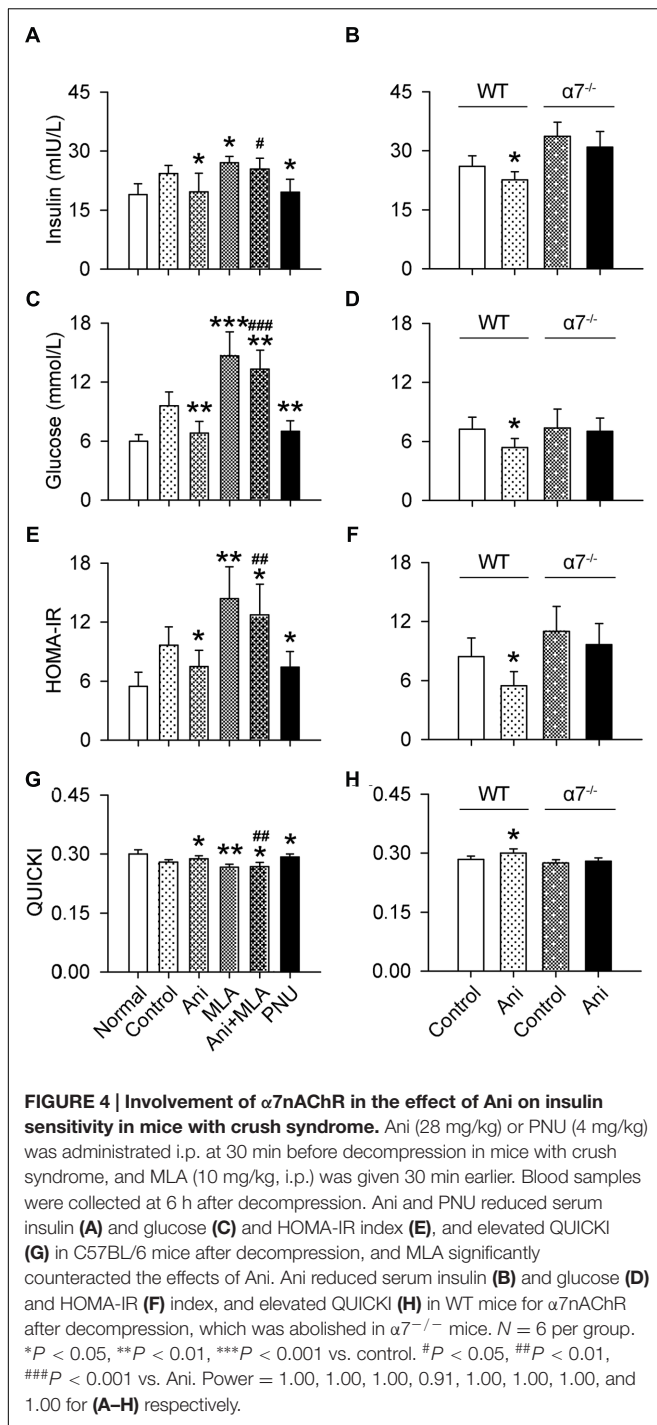 A
B
45
30
15
0
Insulin (mIU/L)
*
*
#
*
45
30
15
0
WT
α7-/-
*
C
D
18
12
6
0
Glucose (mmol/L)
**
***
###
**
**
18
12
6
0
WT
α7-/-
*
E
F
18
12
6
0
HOMA-IR
*
**
##
*
*
18
12
6
0
WT
α7-/-
*
G
H
0.45
0.30
0.15
0.00
QUICKI
*
**
##
*
*
Normal
Control
Ani
MLA
Ani+MLA
PNU
0.45
0.30
0.15
0.00
WT
α7-/-
*
Control
Ani
Control
Ani
FIGURE 4 | Involvement of α7nAChR in the effect of Ani on insulin
sensitivity in mice with crush syndrome. Ani (28 mg/kg) or PNU (4 mg/kg)
was administrated i.p. at 30 min before decompression in mice with crush
syndrome, and MLA (10 mg/kg, i.p.) was given 30 min earlier. Blood samples
were collected at 6 h after decompression. Ani and PNU reduced serum
insulin (A) and glucose (C) and HOMA-IR index (E), and elevated QUICKI
(G) in C57BL/6 mice after decompression, and MLA significantly
counteracted the effects of Ani. Ani reduced serum insulin (B) and glucose (D)
and HOMA-IR (F) index, and elevated QUICKI (H) in WT mice for α7nAChR
after decompression, which was abolished in α7−/− mice. N = 6 per group.
*P < 0.05, **P < 0.01, ***P < 0.001 vs. control. #P < 0.05, ##P < 0.01,
###P < 0.001 vs. Ani. Power = 1.00, 1.00, 1.00, 0.91, 1.00, 1.00, 1.00, and
1.00 for (A–H) respectively.